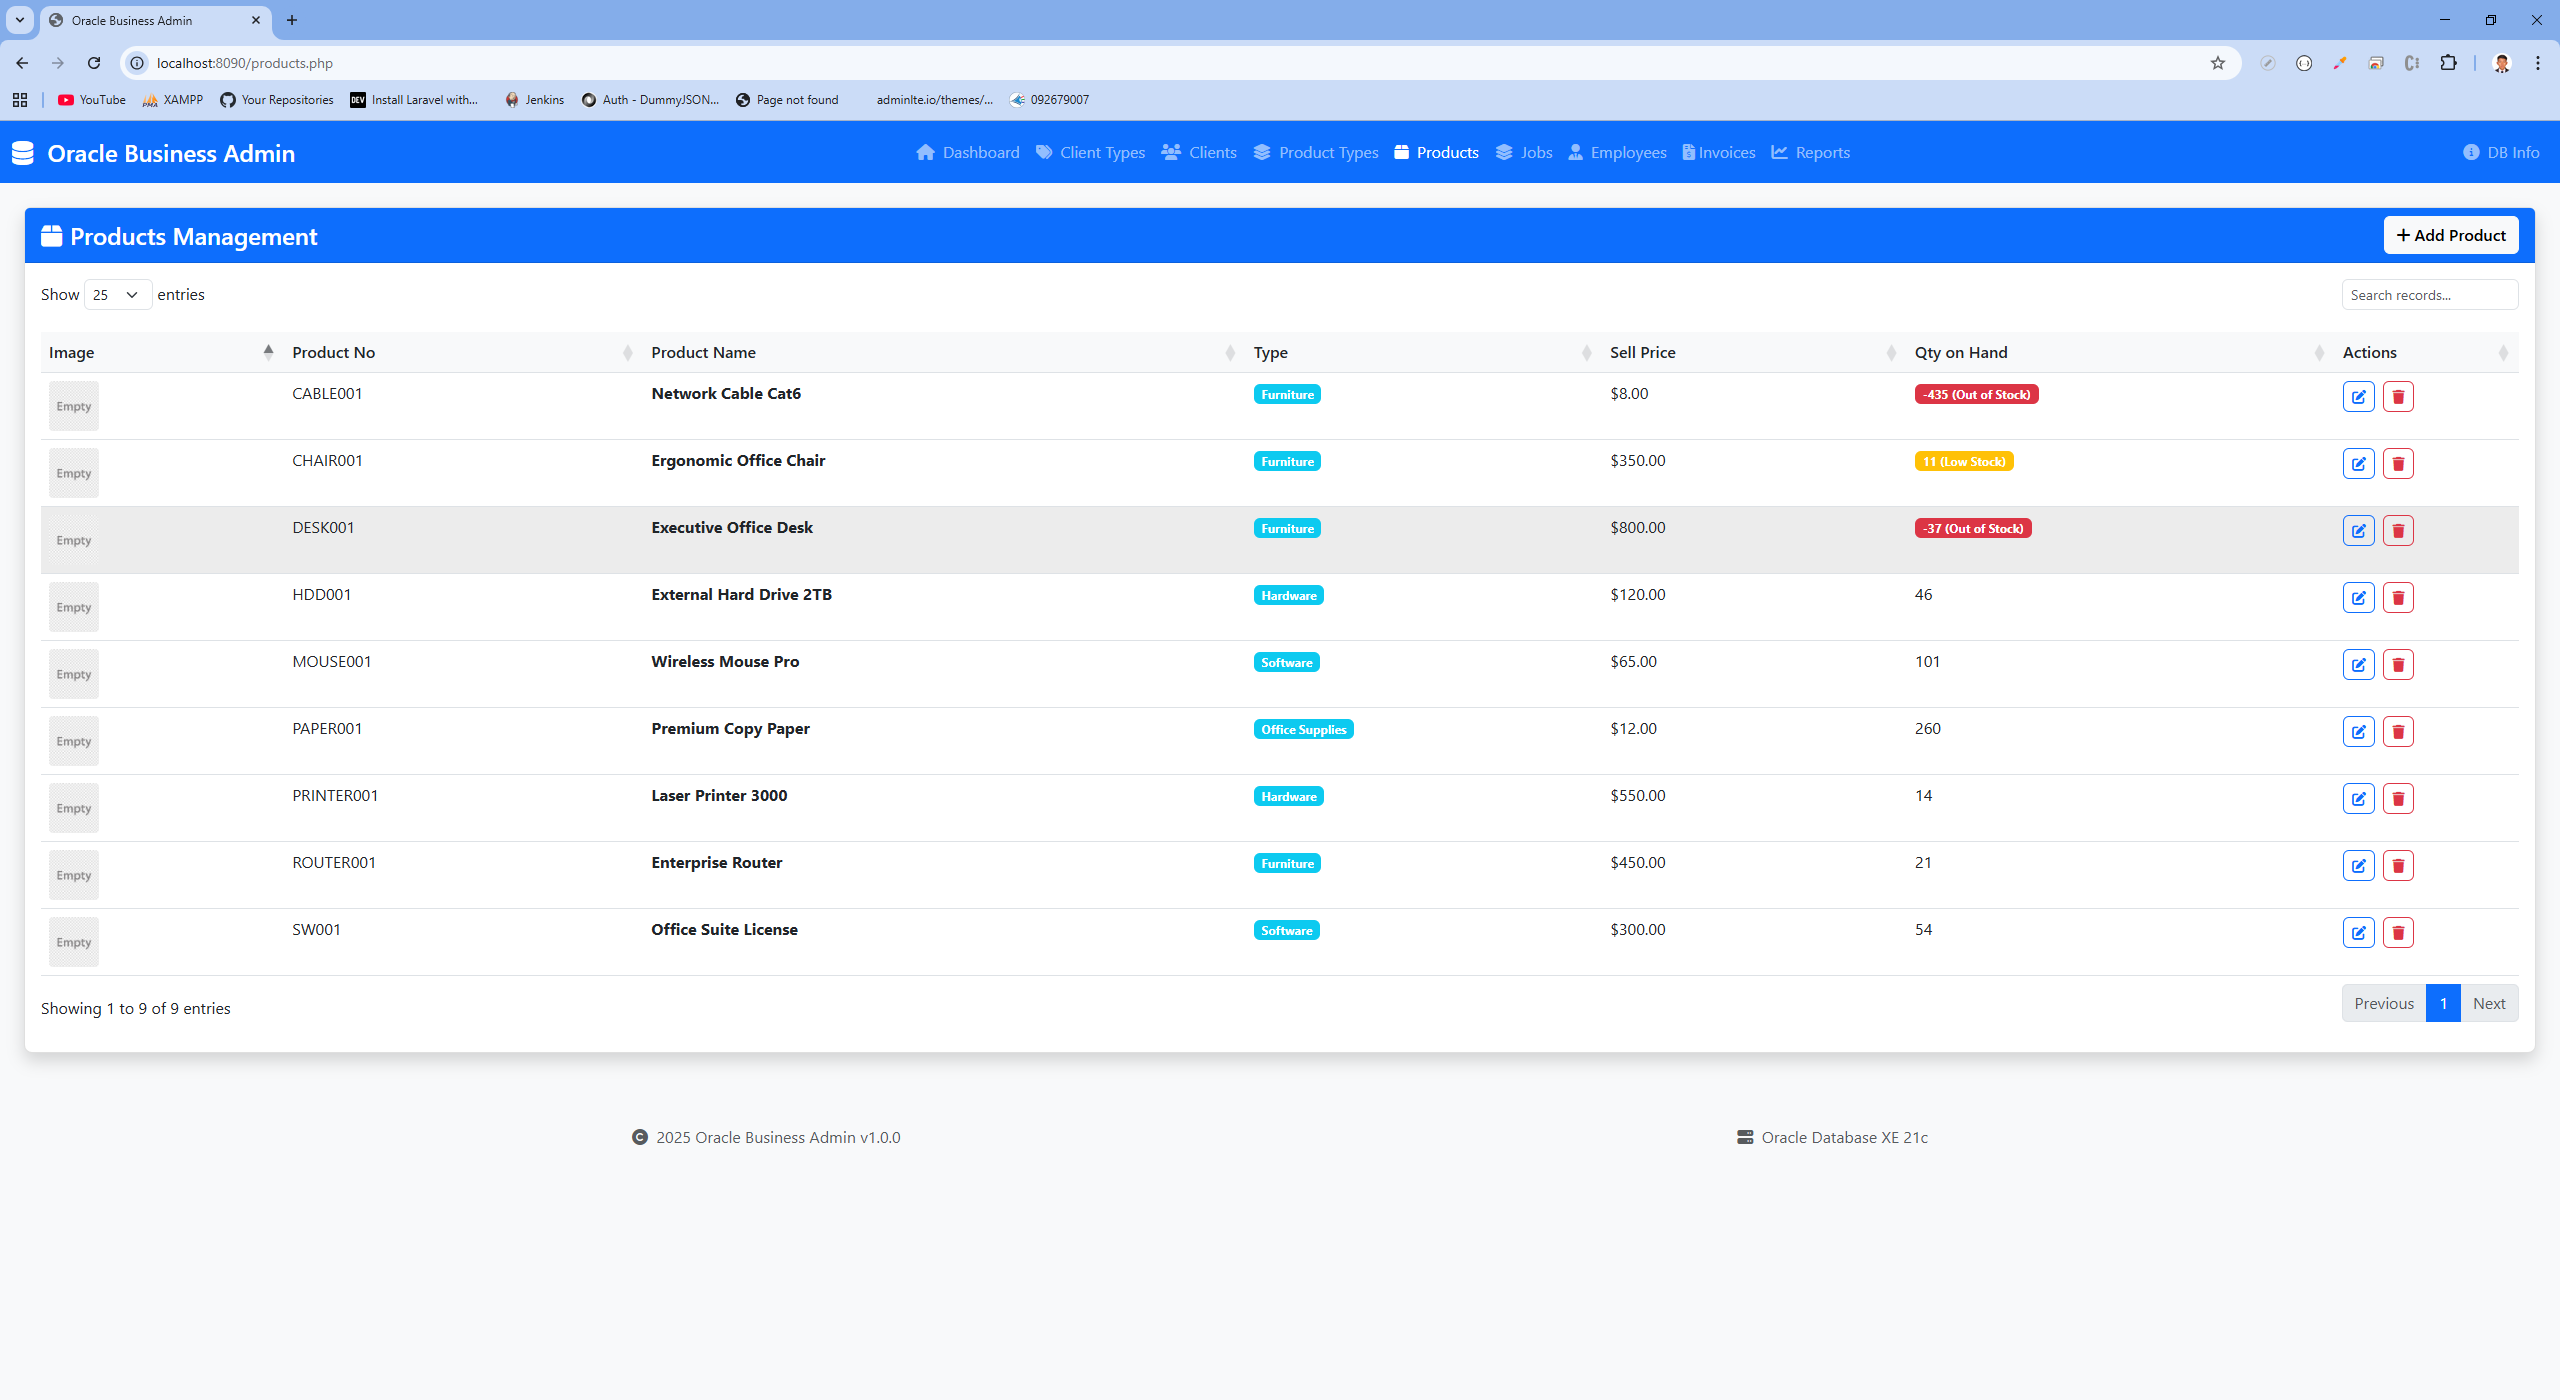 Oracle Business Admin
localhost:8090/products.php
YouTube XAMPP Your Repositories DEV Install Laravel with... Jenkins Auth - DummyJSON... Page not found adminlte.io/themes/... 092679007
Oracle Business Admin Dashboard Client Types Clients Product Types Products Jobs Employees Invoices Reports DB Info
Products Management + Add Product
Show 25 entries Search records...
Image Product No Product Name Type Sell Price Qty on Hand Actions
Empty CABLE001 Network Cable Cat6 Furniture $8.00 -435 (Out of Stock)
Empty CHAIR001 Ergonomic Office Chair Furniture $350.00 11 (Low Stock)
Empty DESK001 Executive Office Desk Furniture $800.00 -37 (Out of Stock)
Empty HDD001 External Hard Drive 2TB Hardware $120.00 46
Empty MOUSE001 Wireless Mouse Pro Software $65.00 101
Empty PAPER001 Premium Copy Paper Office Supplies $12.00 260
Empty PRINTER001 Laser Printer 3000 Hardware $550.00 14
Empty ROUTER001 Enterprise Router Furniture $450.00 21
Empty SW001 Office Suite License Software $300.00 54
Showing 1 to 9 of 9 entries Previous 1 Next
2025 Oracle Business Admin v1.0.0 Oracle Database XE 21c